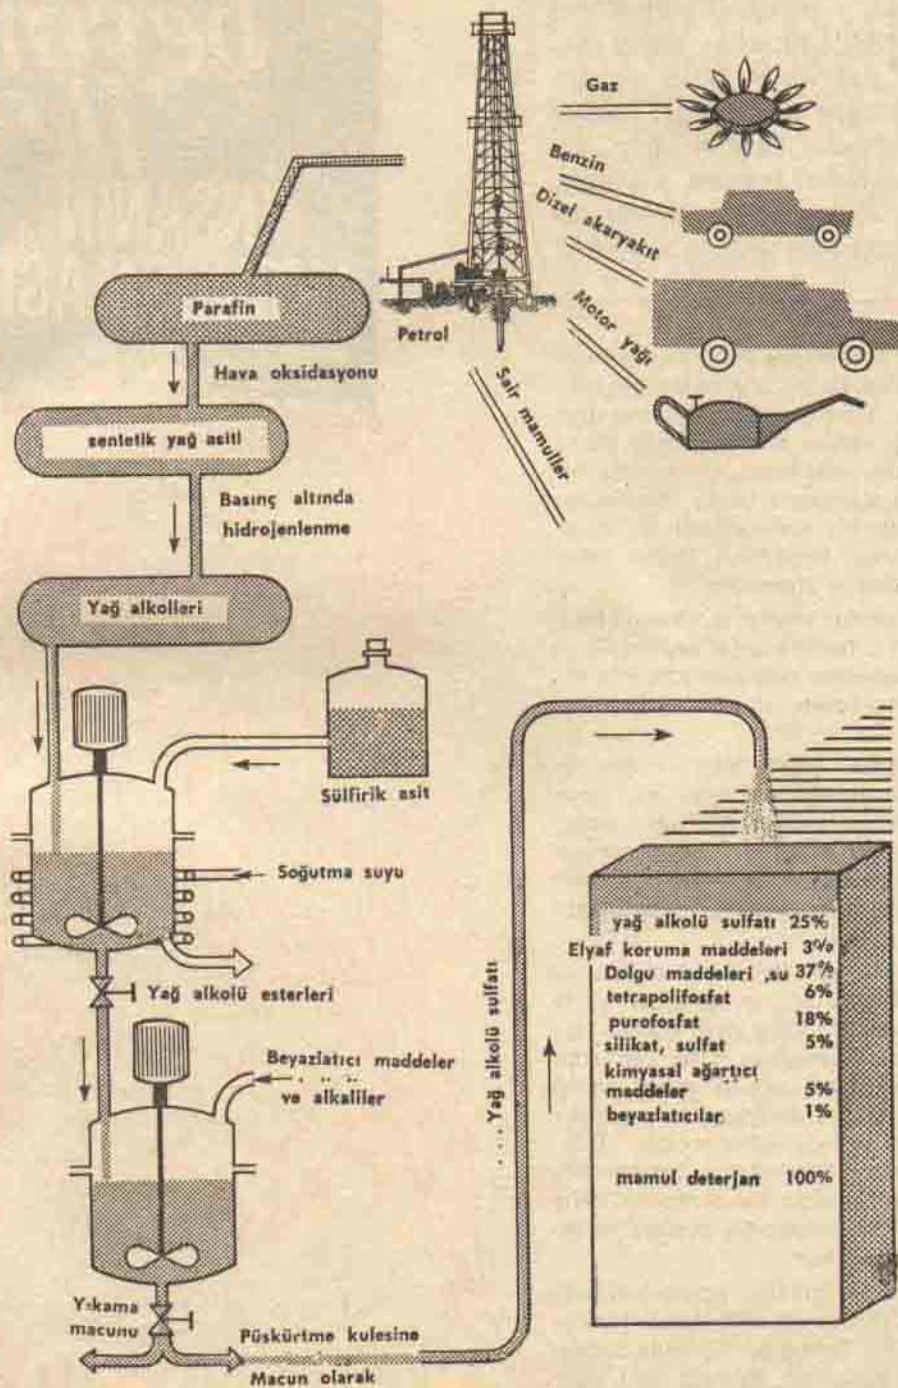 Gaz
Benzin
Dizel akaryakıt
Motor yağı
Sair mamuller
Petrol
Parafin
Hava oksidasyonu
sentetik yağ asiti
Basınç altında
hidrojenlenme
Yağ alkolleri
Sülfirik asit
Soğutma suyu
Yağ alkolü esterleri
Beyazlatıcı maddeler
ve alkaliler
Yıkama
macunu
Püskürtme kulesine
Macun olarak
Yağ alkolü sulfatı
yağ alkolü sulfatı 25%
Elyaf koruma maddeleri 3%
Dolgu maddeleri ,su 37%
tetrapolifosfat 6%
purofosfat 18%
silikat, sulfat 5%
kimyasal ağartıcı
maddeler 5%
beyazlatıcılar 1%
mamul deterjan 100%